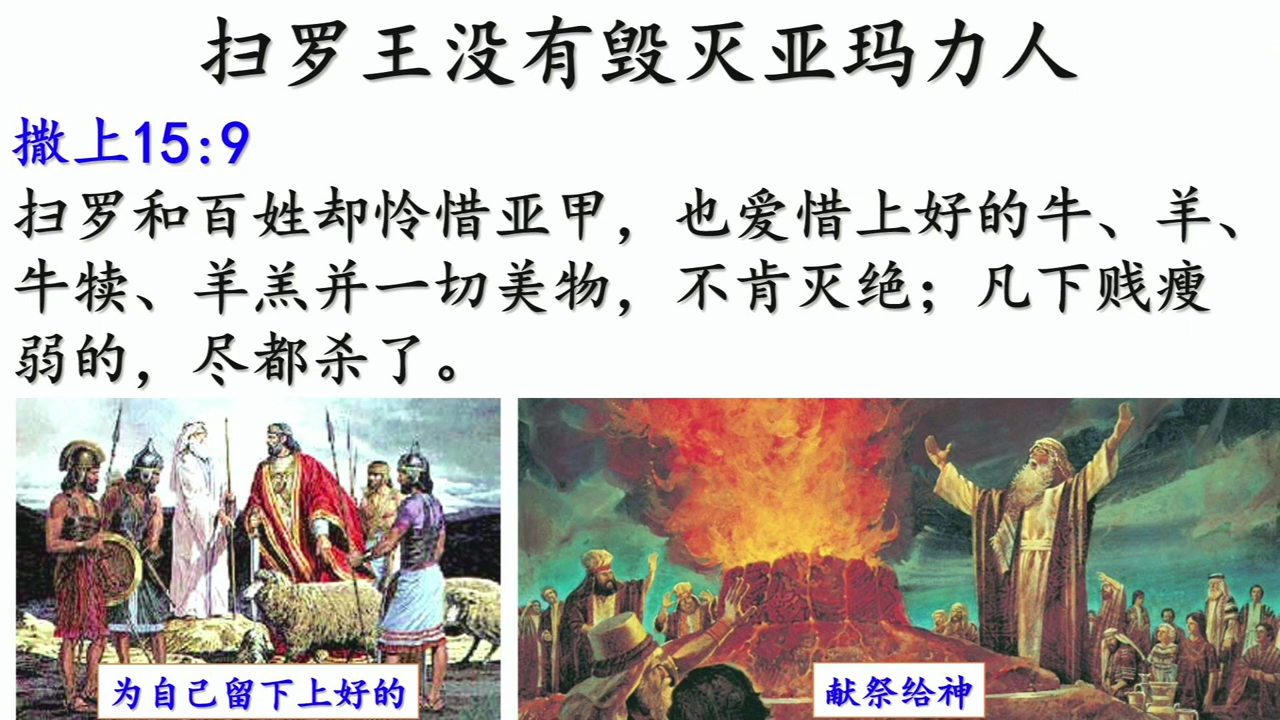 扫罗王没有毁灭亚玛力人
撒上15:9
扫罗和百姓却怜惜亚甲，也爱惜上好的牛、羊、
牛犊、羊羔并一切美物，不肯灭绝；凡下贱瘦
弱的，尽都杀了。
为自己留下上好的
献祭给神